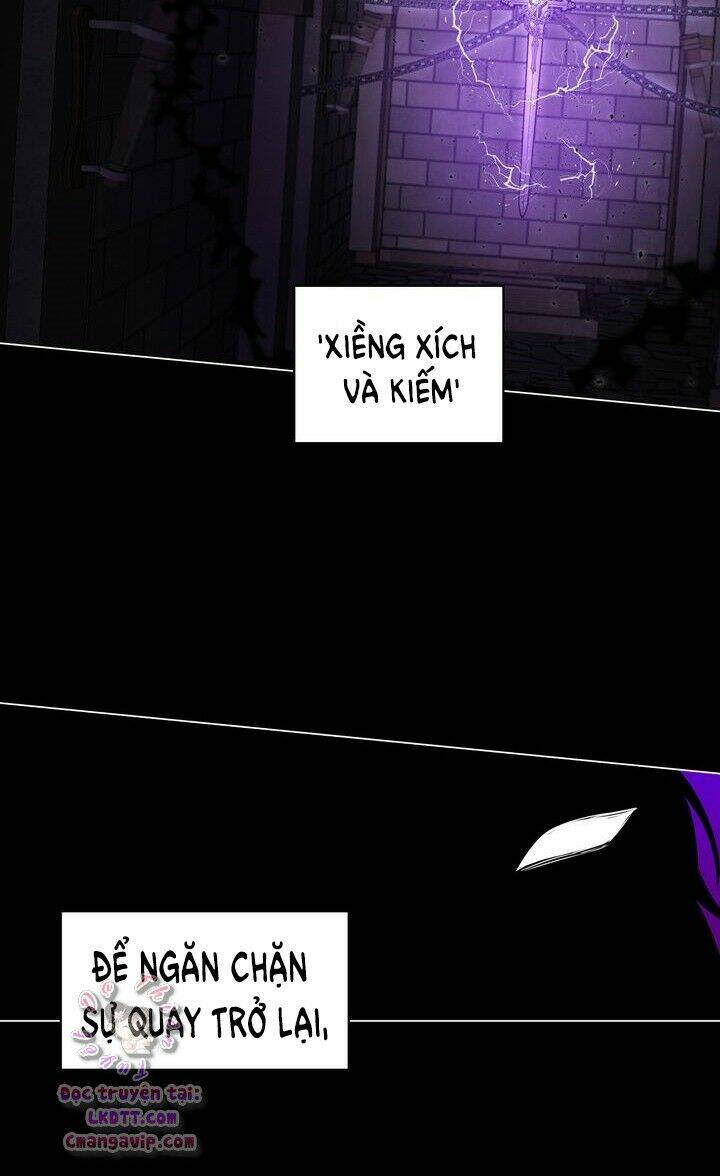 'XIỀNG XÍCH
VÀ KIẾM'
ĐỂ NGĂN CHẶN
SỰ QUAY TRỞ LẠI,
Đọc truyện tại:
LKDTT.com
Cmangavip.com